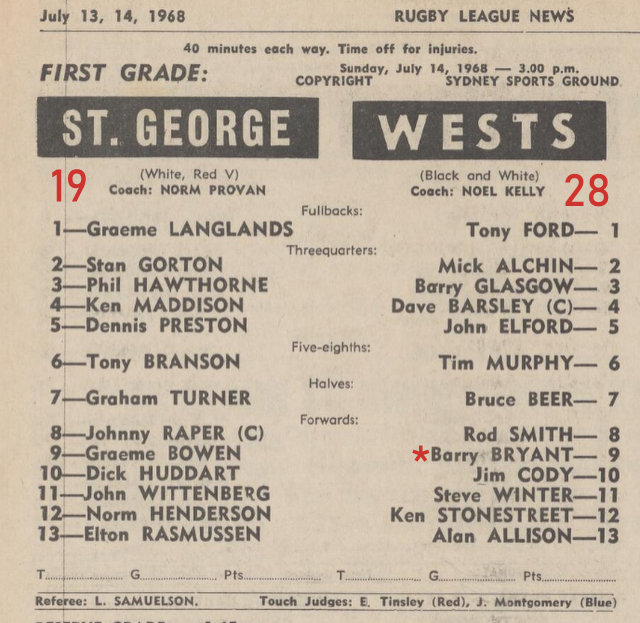 July 13, 14, 1968 RUGBY LEAGUE NEWS
40 minutes each way. Time off for injuries.
FIRST GRADE: Sunday, July 14, 1968 — 3.00 p.m.
COPYRIGHT SYDNEY SPORTS GROUND
ST. GEORGE WESTS
(White, Red V) (Black and White)
19 Coach: NORM PROVAN Coach: NOEL KELLY 28
Fullbacks:
1—Graeme LANGLANDS Tony FORD— 1
Threequarters:
2—Stan GORTON Mick ALCHIN— 2
3—Phil HAWTHORNE Barry GLASGOW— 3
4—Ken MADDISON Dave BARSLEY (C)— 4
5—Dennis PRESTON John ELFORD— 5
Five-eighths:
6—Tony BRANSON Tim MURPHY— 6
Halves:
7—Graham TURNER Bruce BEER— 7
Forwards:
8—Johnny RAPER (C) Rod SMITH— 8
9—Graeme BOWEN *Barry BRYANT— 9
10—Dick HUDDART Jim CODY—10
11—John WITTENBERG Steve WINTER—11
12—Norm HENDERSON Ken STONESTREET—12
13—Elton RASMUSSEN Alan ALLISON—13
T.................. G.................. Pts.................. T.................. G.................. Pts..................
Referee: L. SAMUELSON. Touch Judges: E. Tinsley (Red), J. Montgomery (Blue)